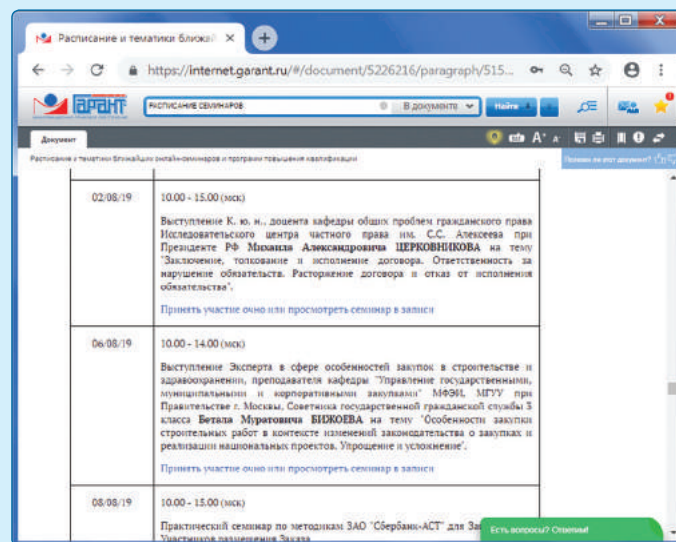 Расписание и тематики ближай
https://internet.garant.ru/#/document/5226216/paragraph/515...
ГАРАНТ
РАСПИСАНИЕ СЕМИНАРОВ
В документе
Найти
Документ
Расписание и тематики ближайших онлайн-семинаров и программ повышения квалификации
Полезен ли этот документ?
02/08/19
10.00 - 15.00 (мск)
Выступление К. ю. н., доцента кафедры общих проблем гражданского права
Исследовательского центра частного права им. С.С. Алексеева при
Президенте РФ Михаила Александровича ЦЕРКОВНИКОВА на тему
"Заключение, толкование и исполнение договора. Ответственность за
нарушение обязательств. Расторжение договора и отказ от исполнения
обязательства".
Принять участие очно или просмотреть семинар в записи
06/08/19
10.00 - 14.00 (мск)
Выступление Эксперта в сфере особенностей закупок в строительстве и
здравоохранении, преподавателя кафедры "Управление государственными,
муниципальными и корпоративными закупками" МФЭИ, МГУУ при
Правительстве г. Москвы, Советника государственной гражданской службы 3
класса Бетала Муратовича БИЖОЕВА на тему "Особенности закупки
строительных работ в контексте изменений законодательства о закупках и
реализации национальных проектов. Упрощение и усложнение".
Принять участие очно или просмотреть семинар в записи
08/08/19
10.00 - 15.00 (мск)
Практический семинар по методикам ЗАО "Сбербанк-АСТ" для За
Участников размещения Заказа
Есть вопросы? Ответим!